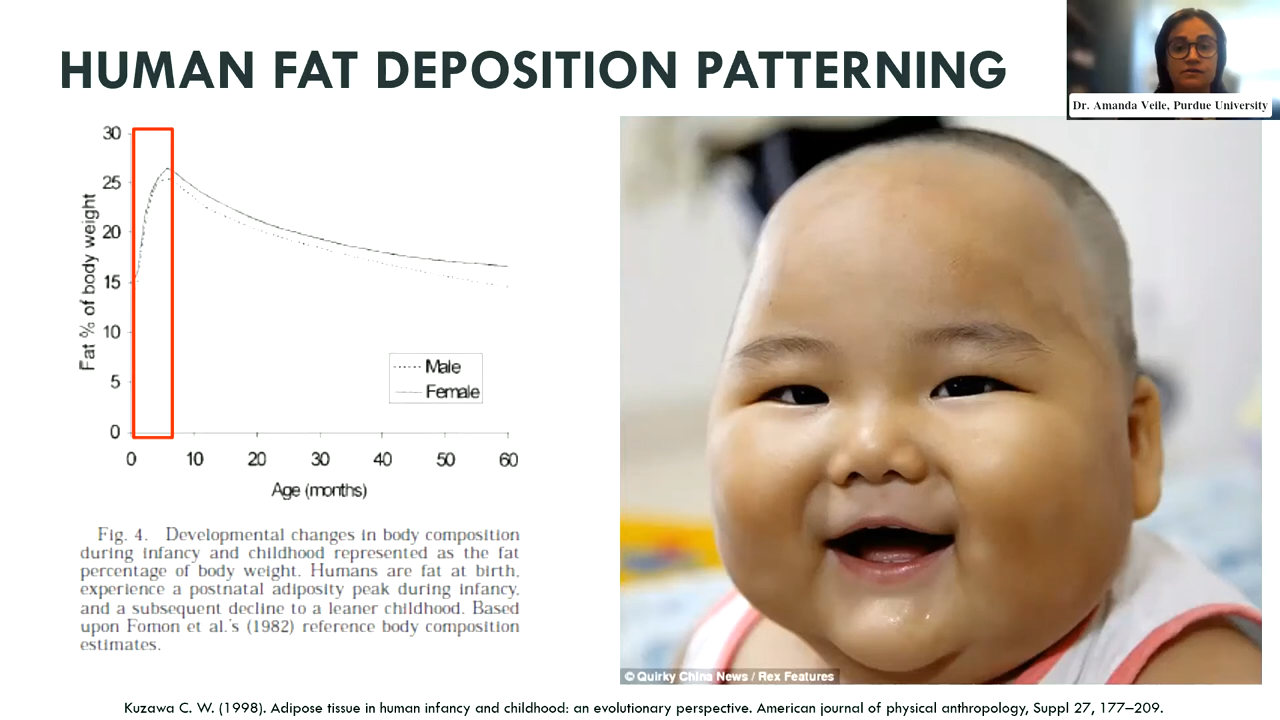 HUMAN FAT DEPOSITION PATTERNING
Dr. Amanda Veile, Purdue University
30
25
20
15
10
5
0
Fat % of body weight
Male
Female
0 10 20 30 40 50 60
Age (months)
Fig. 4. Developmental changes in body composition
during infancy and childhood represented as the fat
percentage of body weight. Humans are fat at birth,
experience a postnatal adiposity peak during infancy,
and a subsequent decline to a leaner childhood. Based
upon Fomon et al.'s (1982) reference body composition
estimates.
© Quirky China News / Rex Features
Kuzawa C. W. (1998). Adipose tissue in human infancy and childhood: an evolutionary perspective. American journal of physical anthropology, Suppl 27, 177–209.